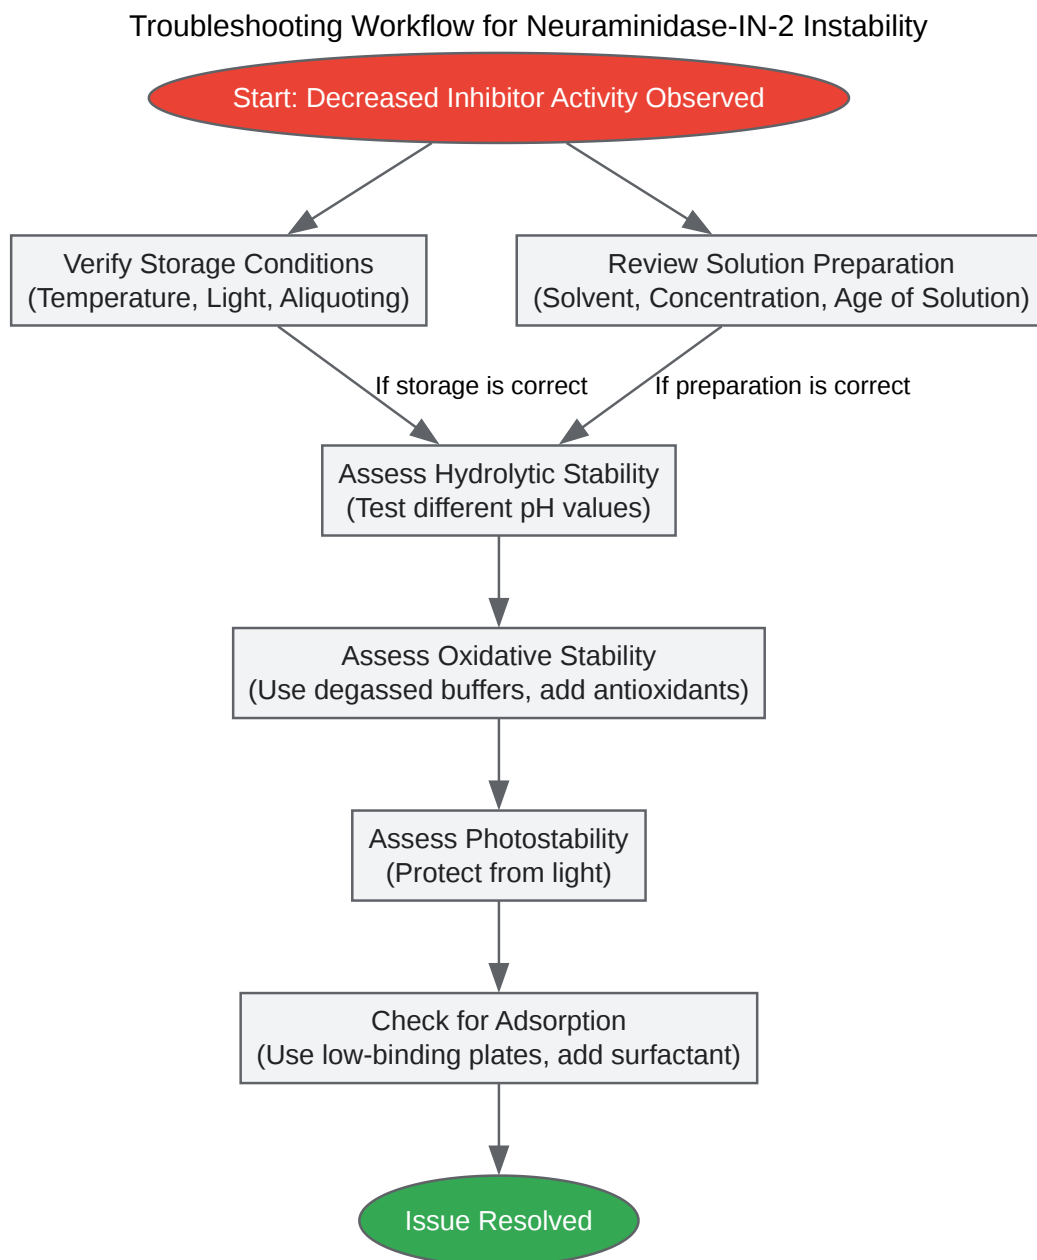 Troubleshooting Workflow for Neuraminidase-IN-2 Instability
Start: Decreased Inhibitor Activity Observed
Verify Storage Conditions
(Temperature, Light, Aliquoting)
Review Solution Preparation
(Solvent, Concentration, Age of Solution)
If storage is correct
If preparation is correct
Assess Hydrolytic Stability
(Test different pH values)
Assess Oxidative Stability
(Use degassed buffers, add antioxidants)
Assess Photostability
(Protect from light)
Check for Adsorption
(Use low-binding plates, add surfactant)
Issue Resolved